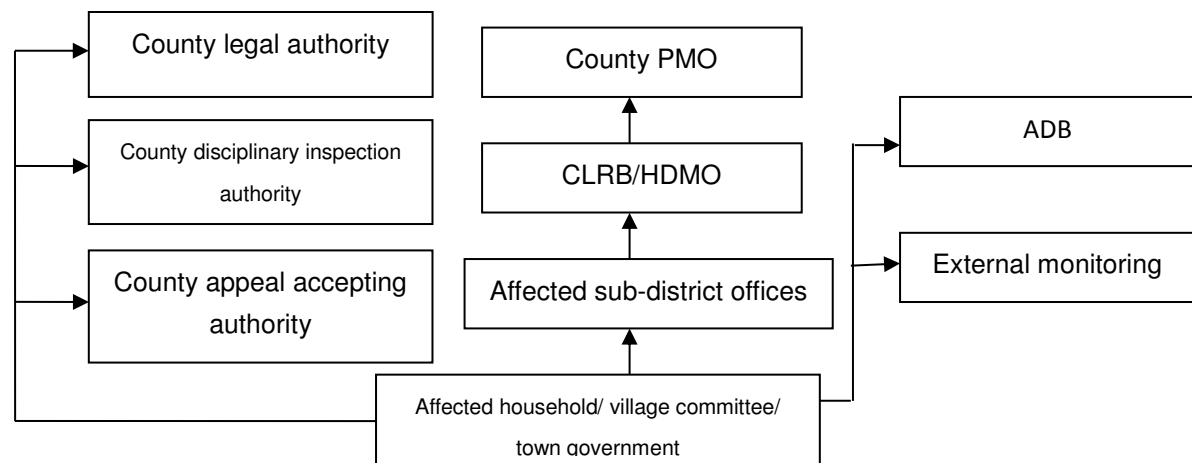 County legal authority
County PMO
ADB
County disciplinary inspection
authority
CLRB/HDMO
External monitoring
County appeal accepting
authority
Affected sub-district offices
Affected household/ village committee/
town government